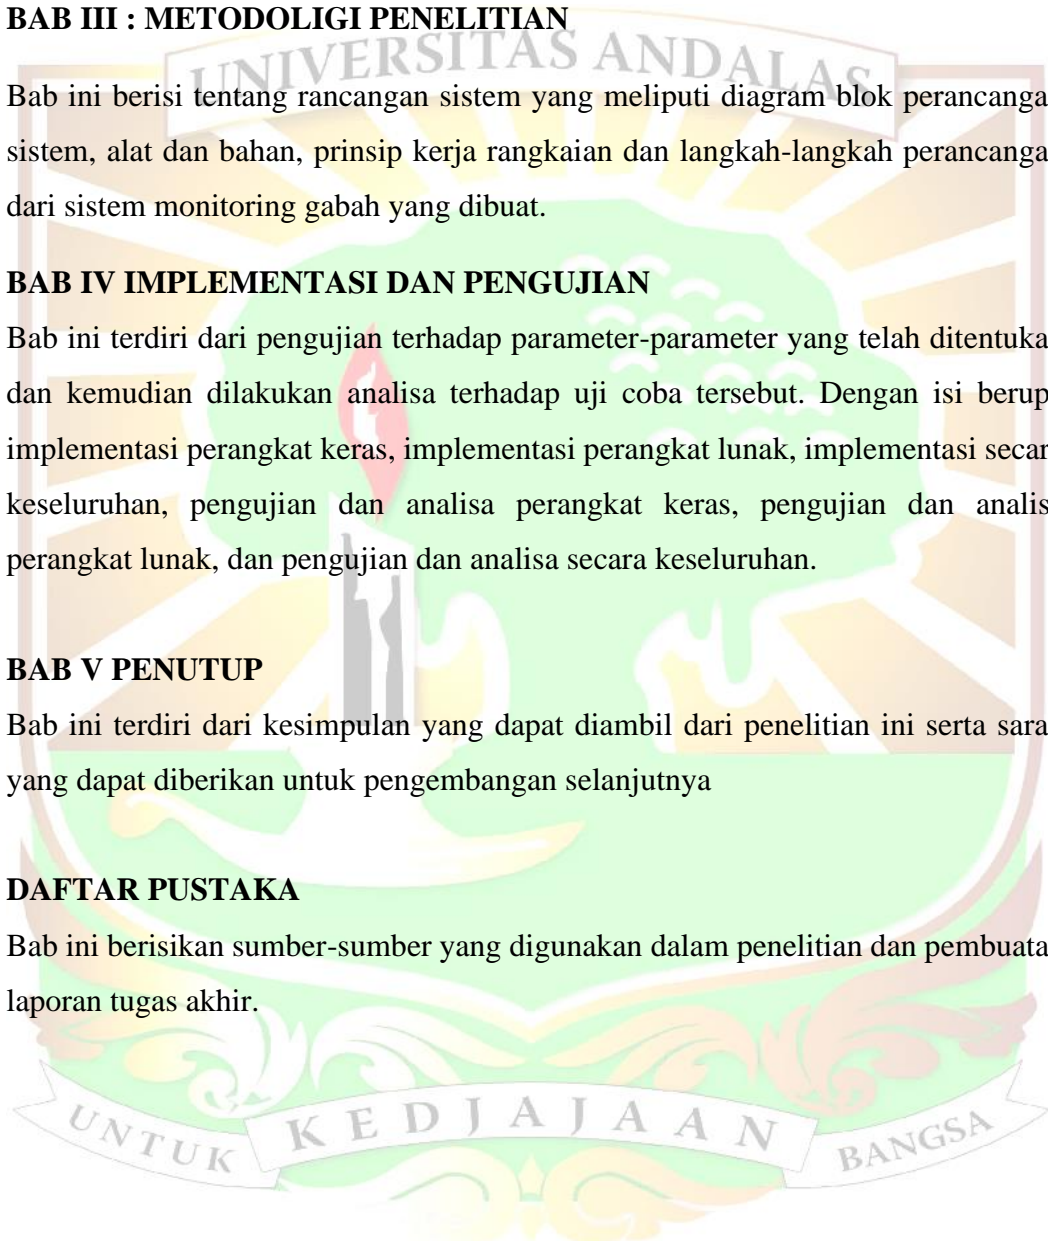 BAB III : METODOLIGI PENELITIAN
UNIVERSITAS ANDALAS
Bab ini berisi tentang rancangan sistem yang meliputi diagram blok perancanga
sistem, alat dan bahan, prinsip kerja rangkaian dan langkah-langkah perancanga
dari sistem monitoring gabah yang dibuat.
BAB IV IMPLEMENTASI DAN PENGUJIAN
Bab ini terdiri dari pengujian terhadap parameter-parameter yang telah ditentuka
dan kemudian dilakukan analisa terhadap uji coba tersebut. Dengan isi berup
implementasi perangkat keras, implementasi perangkat lunak, implementasi secar
keseluruhan, pengujian dan analisa perangkat keras, pengujian dan analis
perangkat lunak, dan pengujian dan analisa secara keseluruhan.
BAB V PENUTUP
Bab ini terdiri dari kesimpulan yang dapat diambil dari penelitian ini serta sara
yang dapat diberikan untuk pengembangan selanjutnya
DAFTAR PUSTAKA
Bab ini berisikan sumber-sumber yang digunakan dalam penelitian dan pembuata
laporan tugas akhir.
UNTUK KEDJAJAAN BANGSA